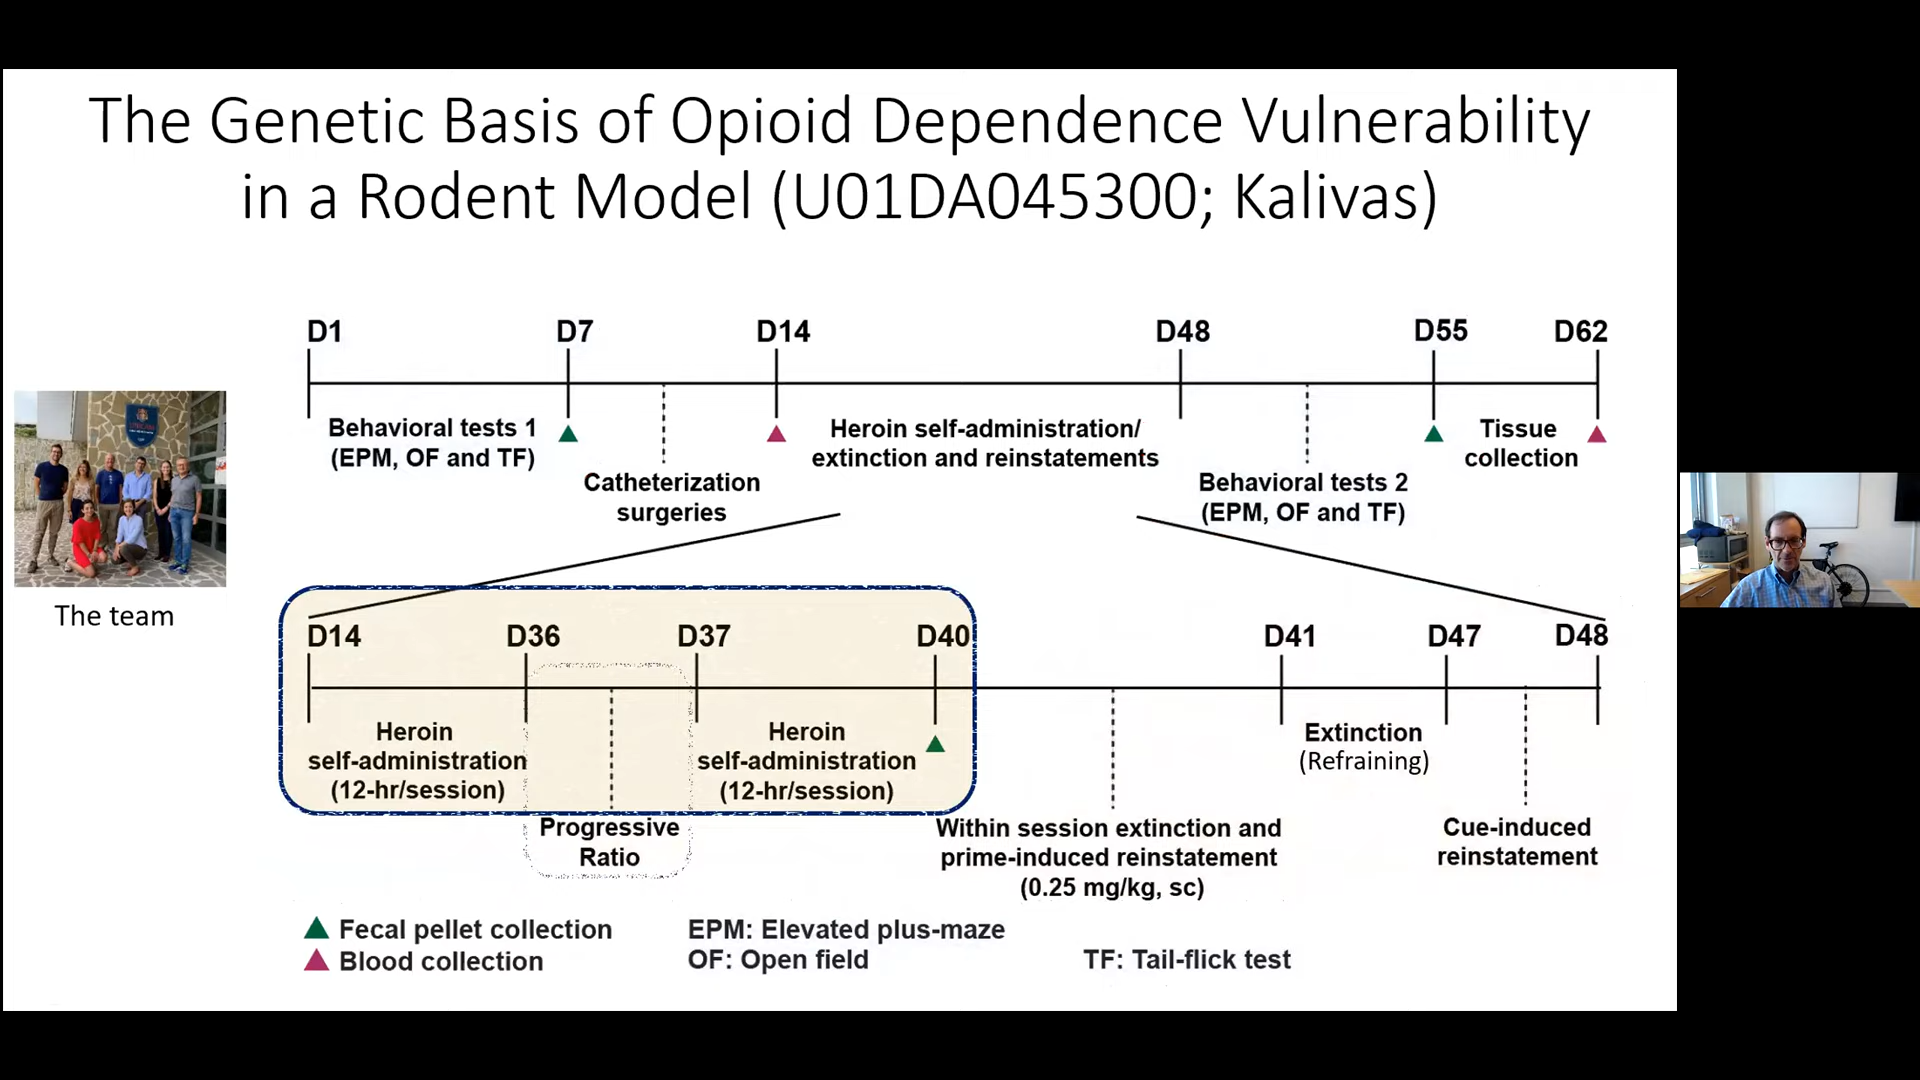 The Genetic Basis of Opioid Dependence Vulnerability
in a Rodent Model (U01DA045300; Kalivas)
D1
D7
D14
D48
D55
D62
Behavioral tests 1
(EPM, OF and TF)
Catheterization
surgeries
Heroin self-administration/
extinction and reinstatements
Behavioral tests 2
(EPM, OF and TF)
Tissue
collection
The team
D14
D36
D37
D40
D41
D47
D48
Heroin
self-administration
(12-hr/session)
Progressive
Ratio
Heroin
self-administration
(12-hr/session)
Within session extinction and
prime-induced reinstatement
(0.25 mg/kg, sc)
Extinction
(Refraining)
Cue-induced
reinstatement
Fecal pellet collection
Blood collection
EPM: Elevated plus-maze
OF: Open field
TF: Tail-flick test